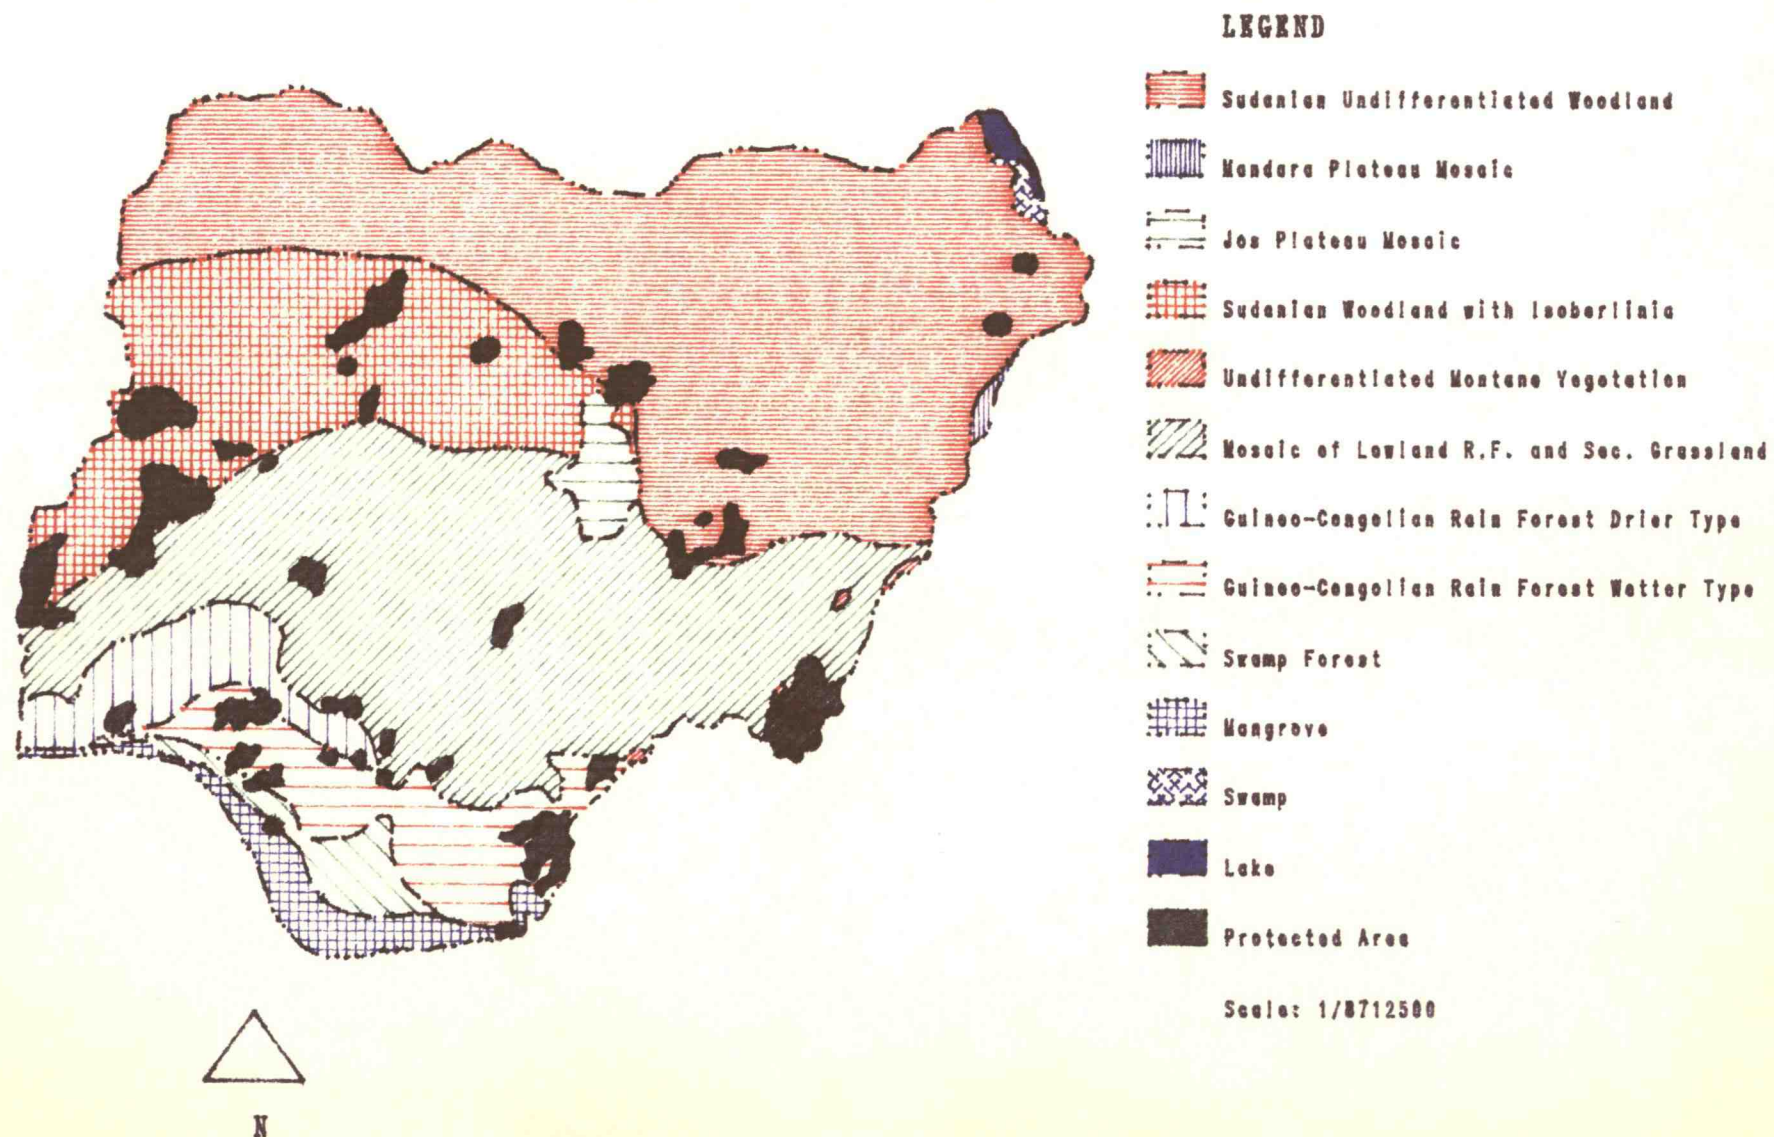 LEGEND
Sudanian Undifferentiated Woodland
Mandara Plateau Mosaic
Jos Plateau Mosaic
Sudanian Woodland with Isoberlinia
Undifferentiated Montane Vegetation
Mosaic of Lowland R.F. and Sec. Grassland
Guineo-Congolian Rain Forest Drier Type
Guineo-Congolian Rain Forest Wetter Type
Swamp Forest
Mangrove
Swamp
Lake
Protected Area
Scale: 1/8712500
N